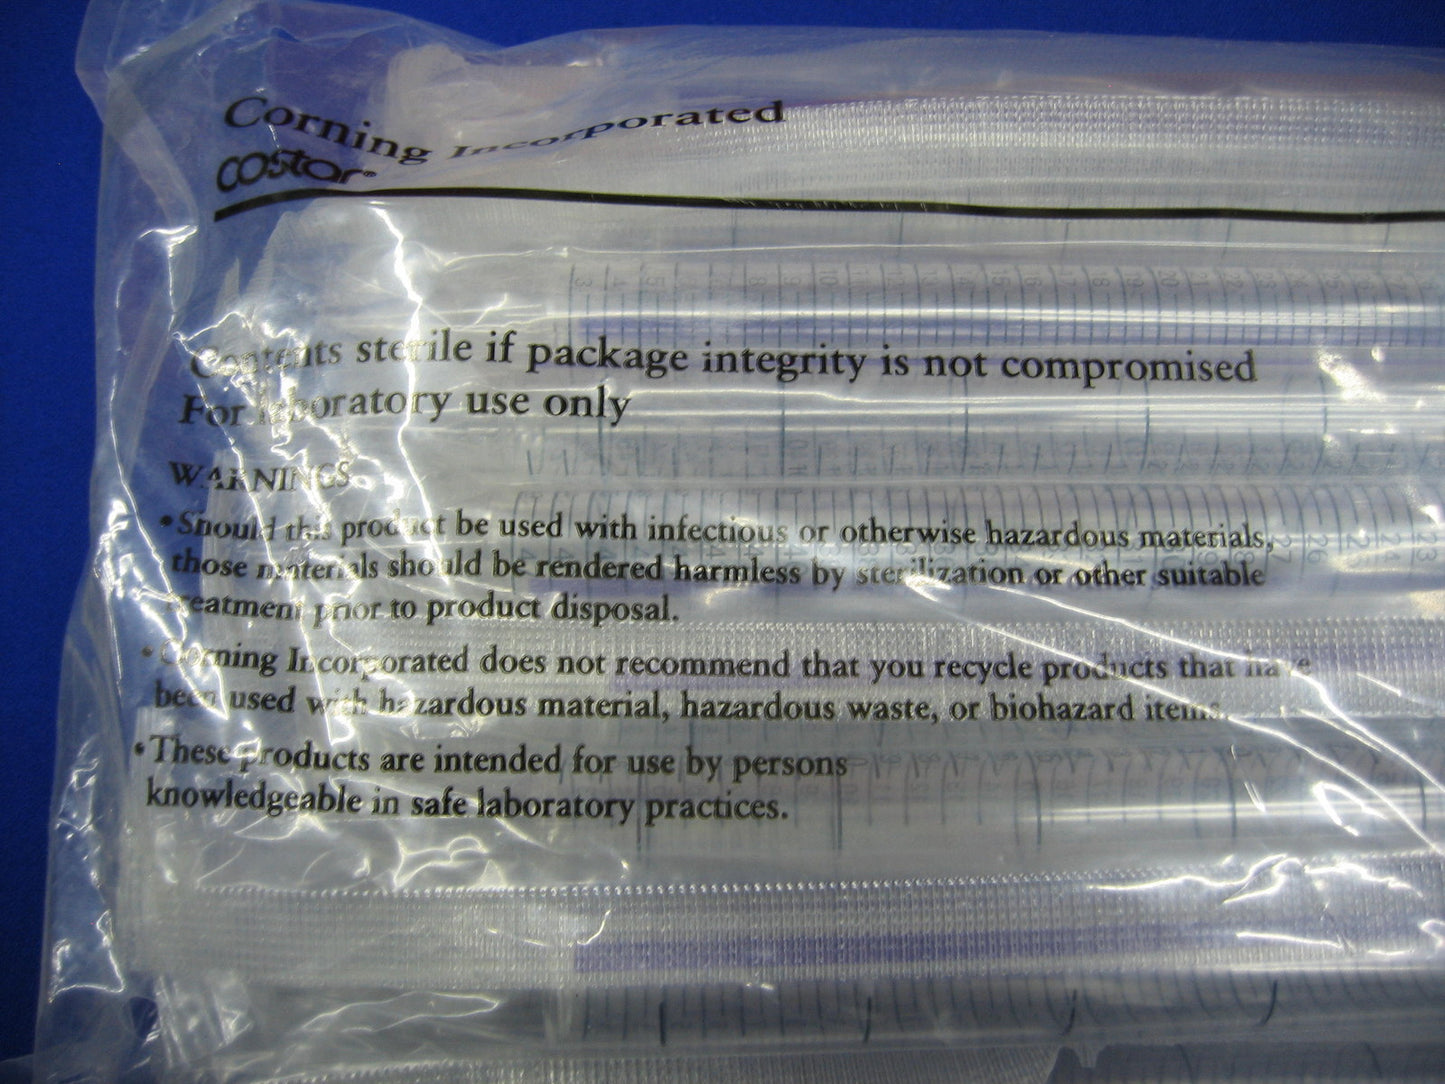 Corning Incorporated
COSTAR®
Contents sterile if package integrity is not compromised
For laboratory use only
WARNINGS
• Should this product be used with infectious or otherwise hazardous materials,
those materials should be rendered harmless by sterilization or other suitable
treatment prior to product disposal.
• Corning Incorporated does not recommend that you recycle products that have
been used with hazardous material, hazardous waste, or biohazard items.
• These products are intended for use by persons
knowledgeable in safe laboratory practices.